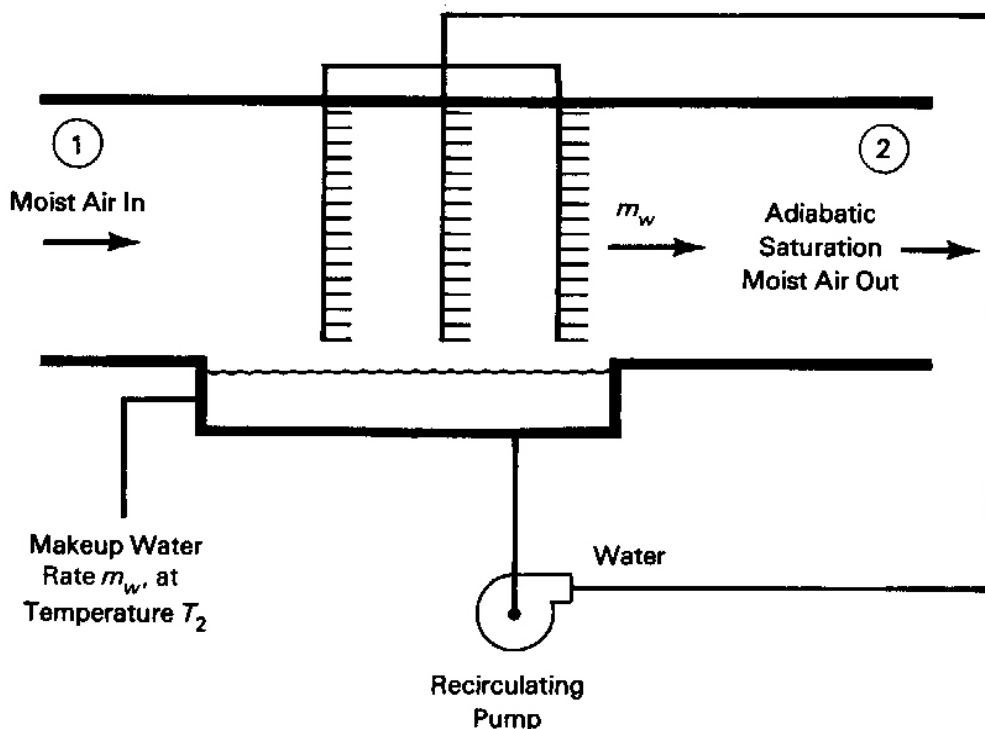 1
2
Moist Air In
m_w
Adiabatic
Saturation
Moist Air Out
Makeup Water
Rate m_w, at
Temperature T_2
Water
Recirculating
Pump